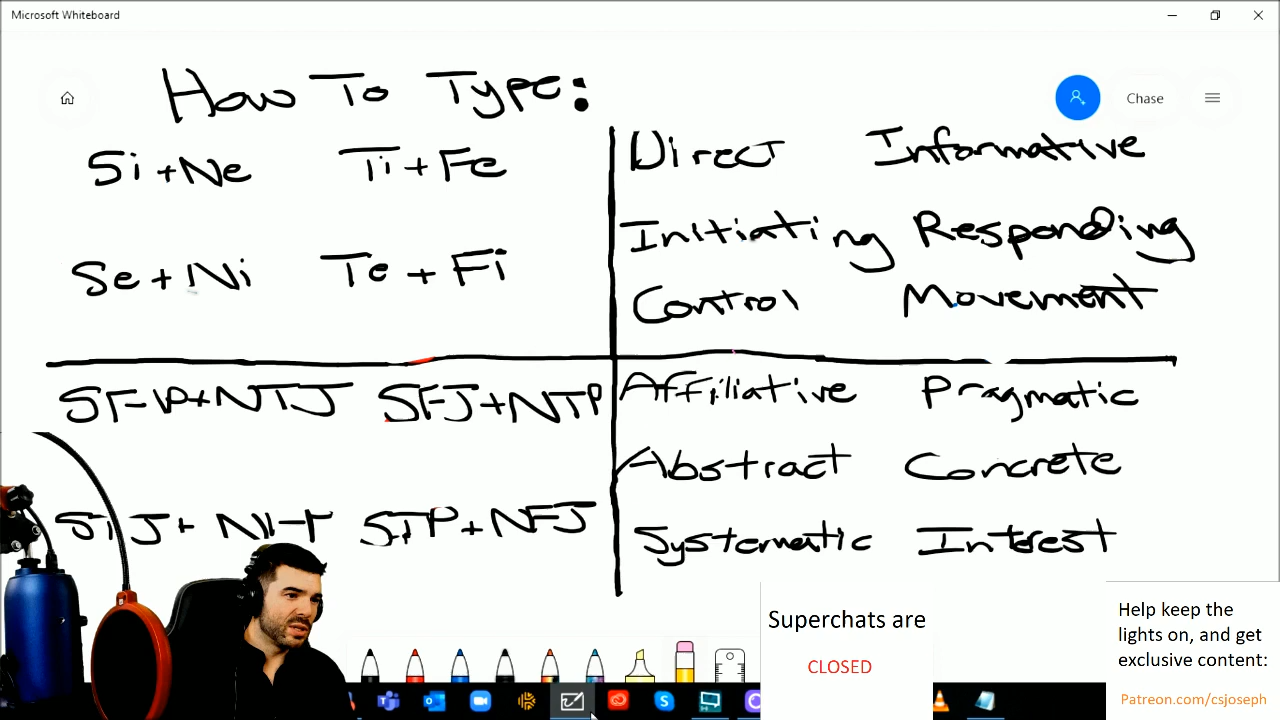 Microsoft Whiteboard
How To Type:
Chase
Si+Ne Ti+Fe
Direct Informative
Initiating Responding
Se+Ni Te+Fi
Control Movement
SFP+NTJ SFJ+NTP
Affiliative Pragmatic
Abstract Concrete
STJ+NFP STP+NFJ
Systematic Interest
Superchats are
CLOSED
Help keep the
lights on, and get
exclusive content:
Patreon.com/csjoseph